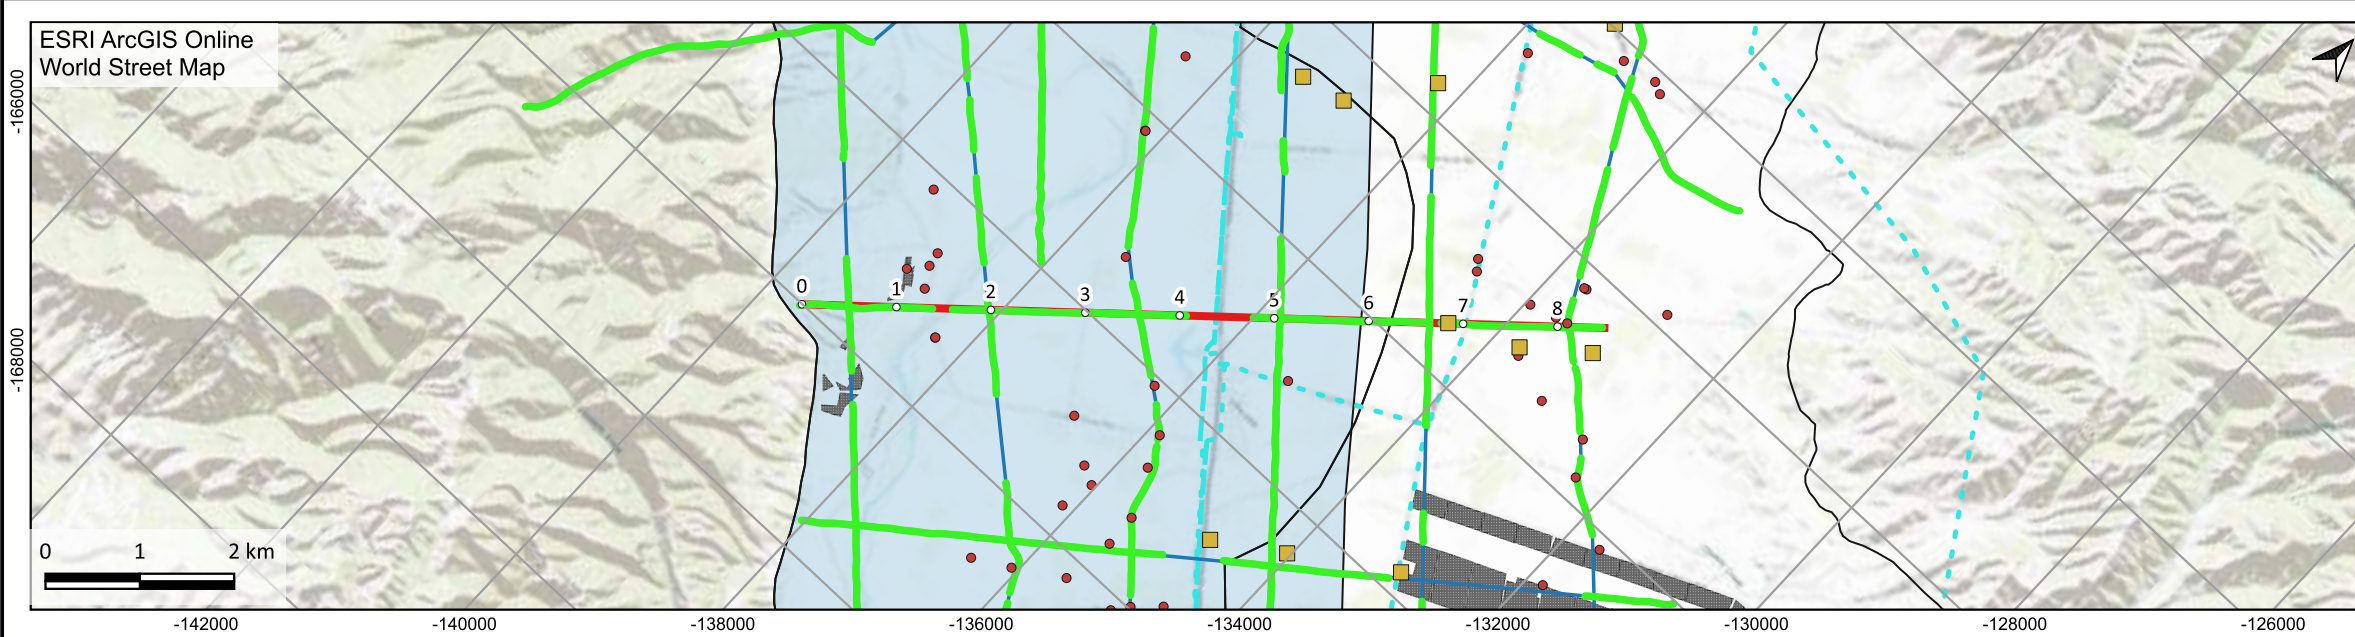 ESRI ArcGIS Online
World Street Map
-166000
-168000
0 1 2 3 4 5 6 7 8
0 1 2 km
-142000 -140000 -138000 -136000 -134000 -132000 -130000 -128000 -126000